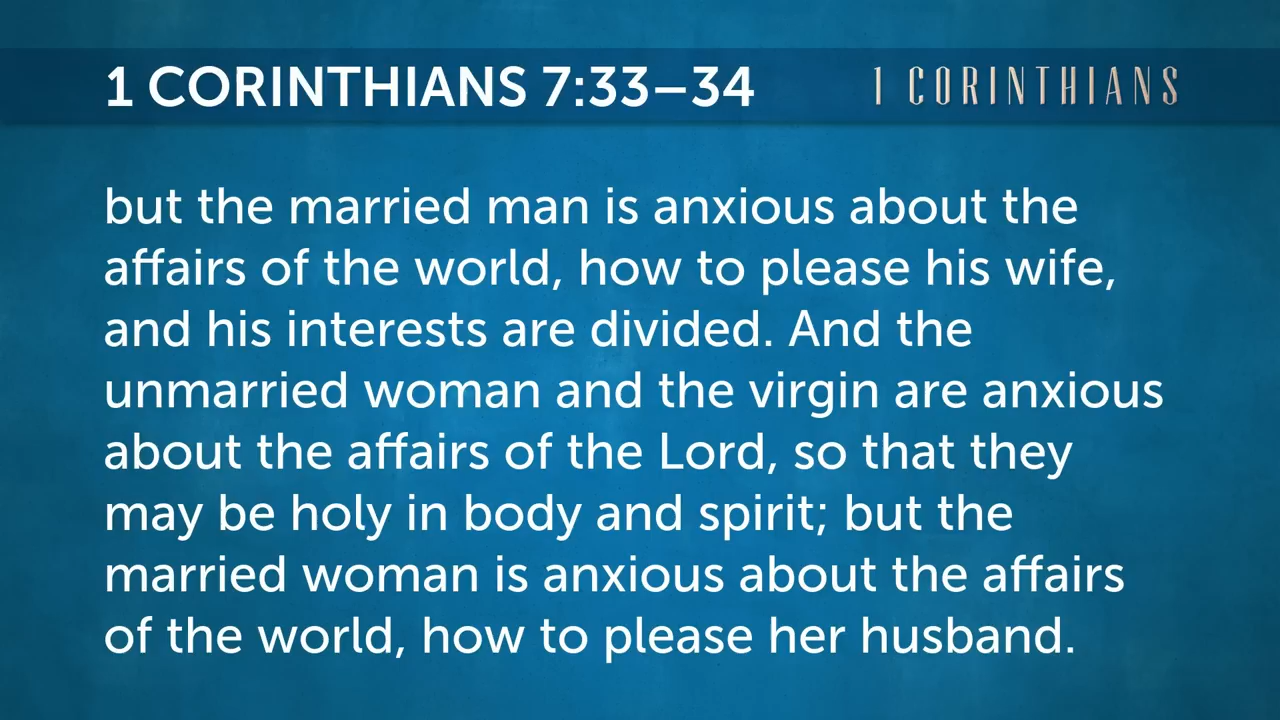 1 CORINTHIANS 7:33–34
1 CORINTHIANS
but the married man is anxious about the
affairs of the world, how to please his wife,
and his interests are divided. And the
unmarried woman and the virgin are anxious
about the affairs of the Lord, so that they
may be holy in body and spirit; but the
married woman is anxious about the affairs
of the world, how to please her husband.